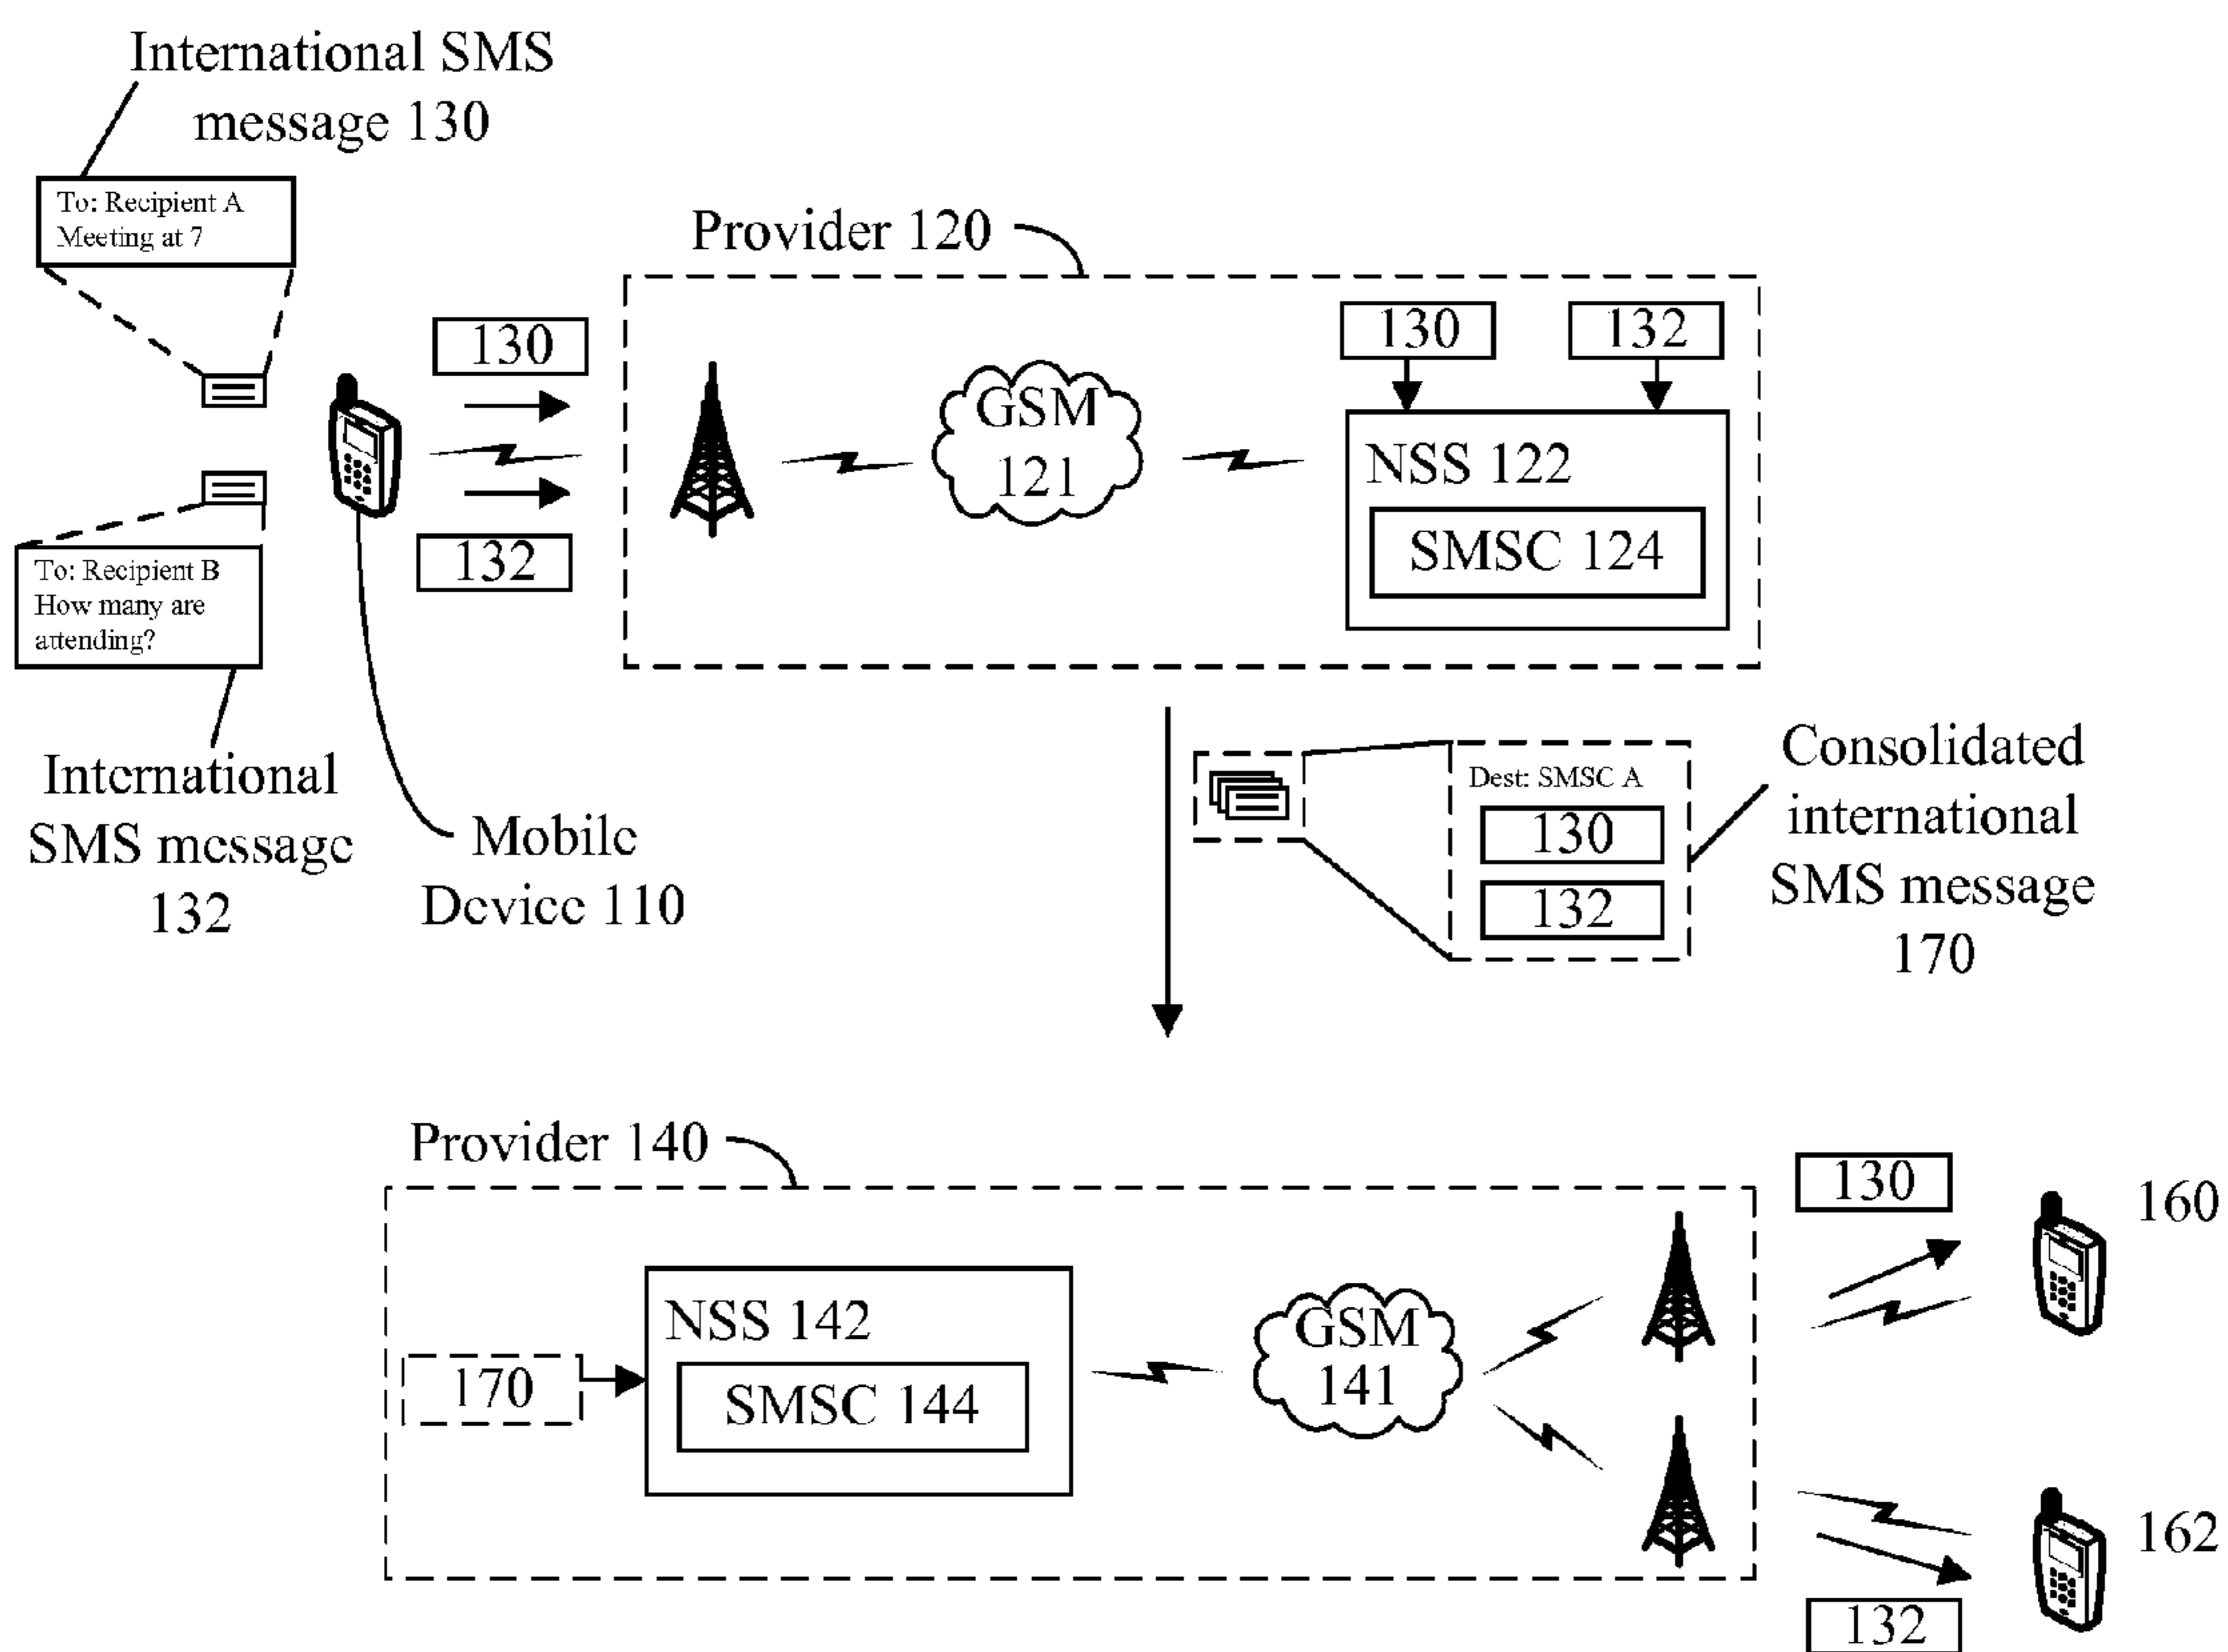 International SMS
message 130
To: Recipient A
Meeting at 7
Provider 120
130
132
130
132
GSM
121
NSS 122
SMSC 124
To: Recipient B
How many are
attending?
International
SMS message
132
Mobile
Device 110
Dest: SMSC A
130
132
Consolidated
international
SMS message
170
Provider 140
170
NSS 142
SMSC 144
GSM
141
130
160
162
132